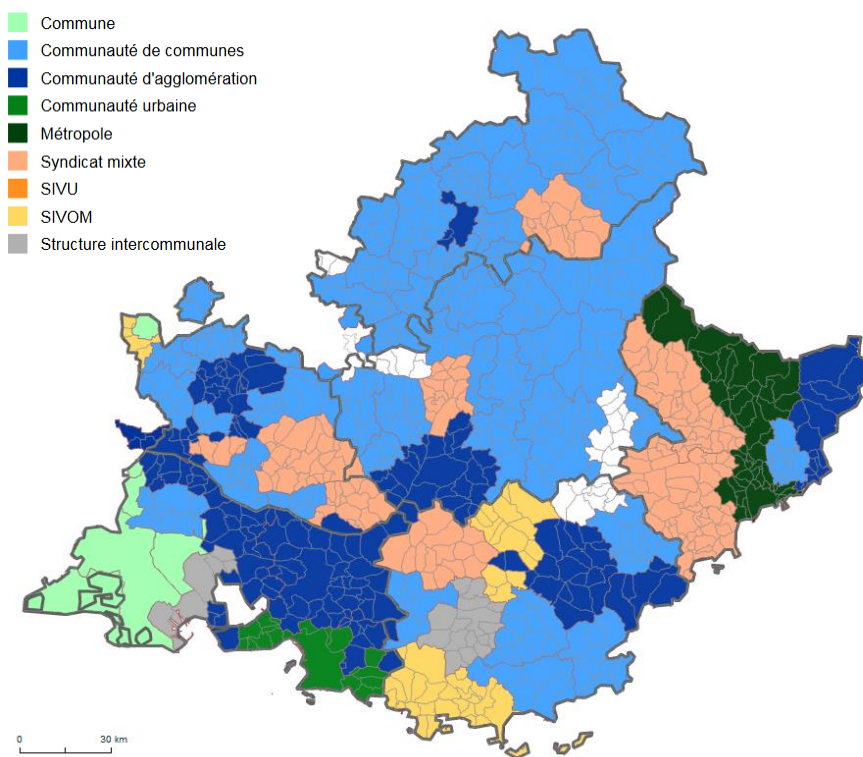 Commune
Communauté de communes
Communauté d'agglomération
Communauté urbaine
Métropole
Syndicat mixte
SIVU
SIVOM
Structure intercommunale
0 30 km